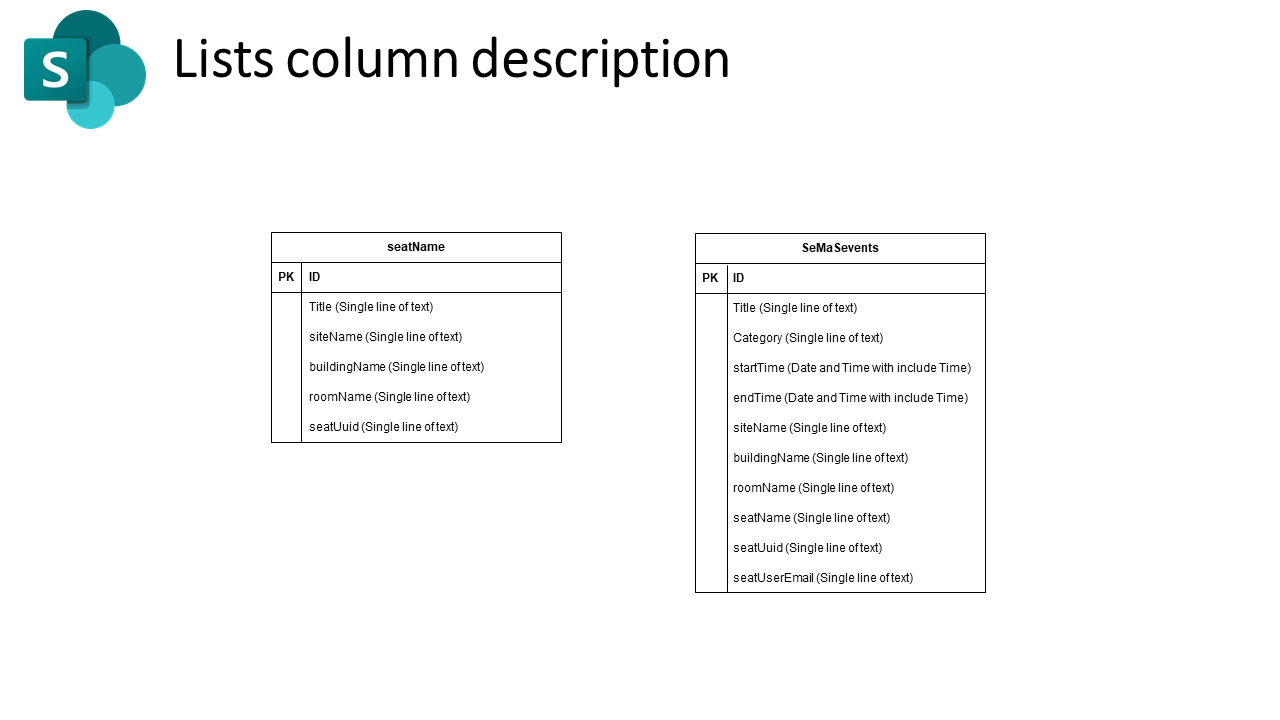 S
Lists column description
seatName
PK ID
Title (Single line of text)
siteName (Single line of text)
buildingName (Single line of text)
roomName (Single line of text)
seatUuid (Single line of text)
SeMaSevents
PK ID
Title (Single line of text)
Category (Single line of text)
startTime (Date and Time with include Time)
endTime (Date and Time with include Time)
siteName (Single line of text)
buildingName (Single line of text)
roomName (Single line of text)
seatName (Single line of text)
seatUuid (Single line of text)
seatUserEmail (Single line of text)